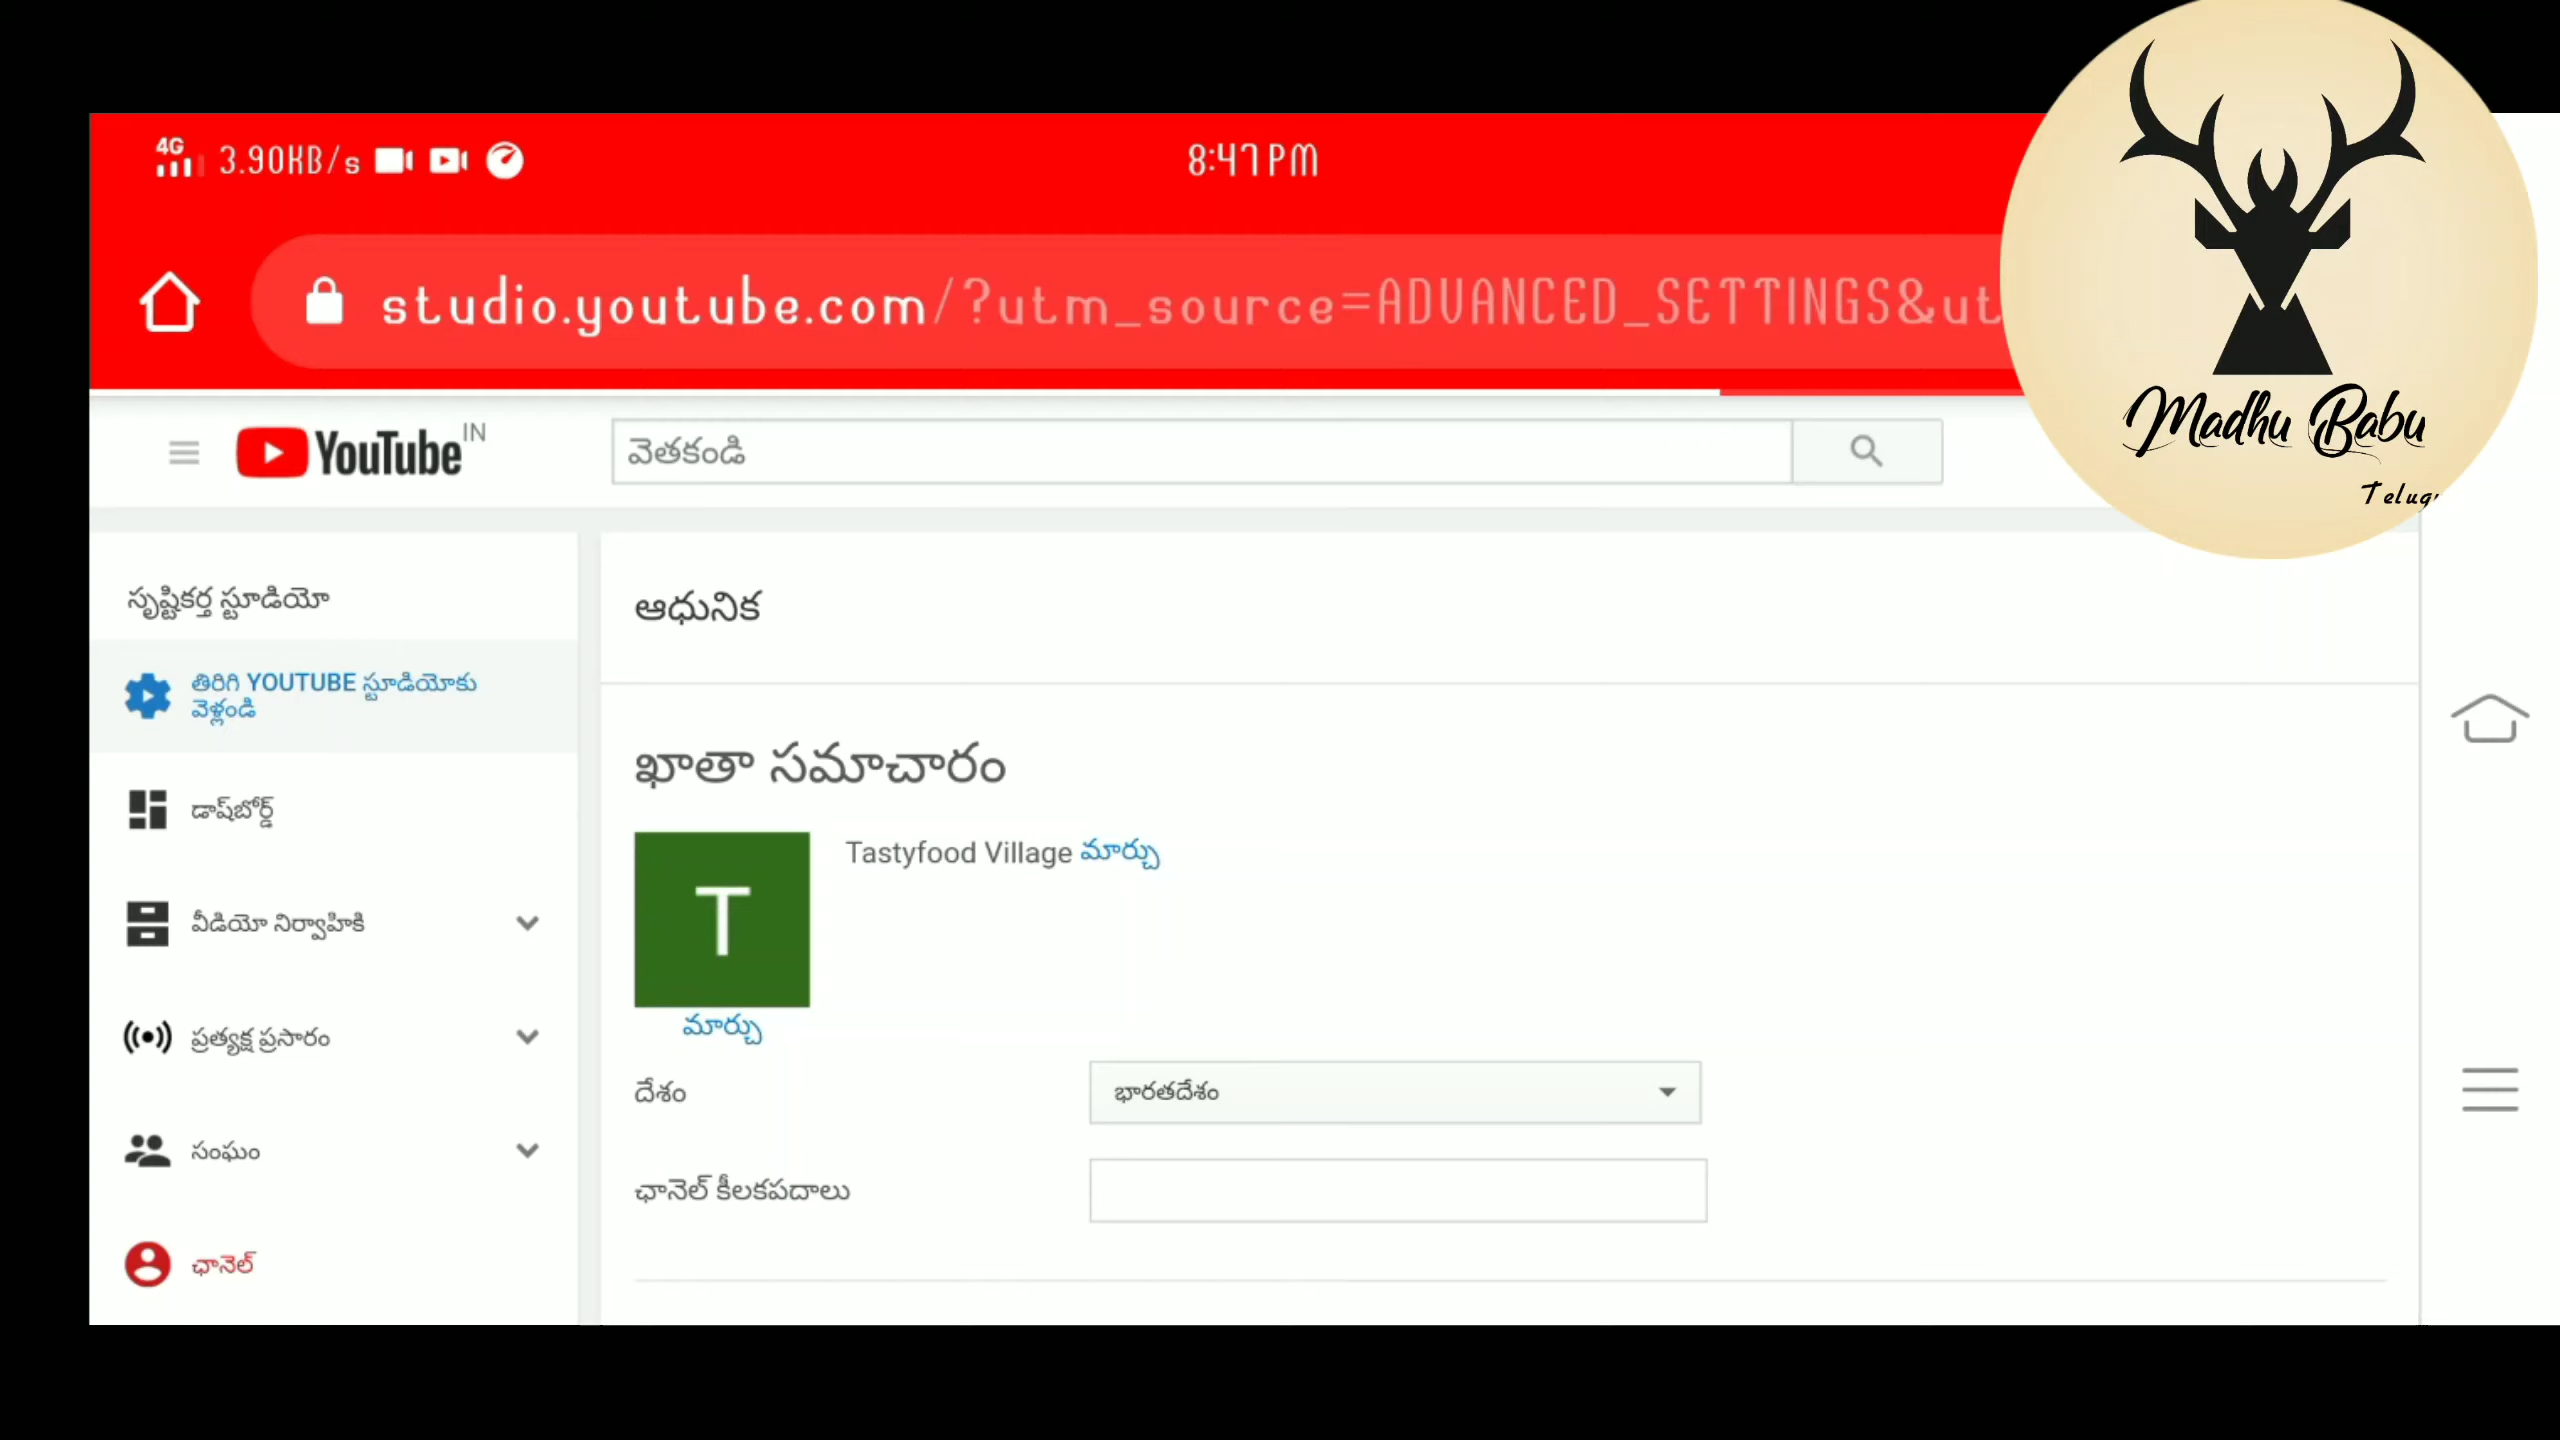 4G 3.90KB/s 8:47PM
studio.youtube.com/?utm_source=ADVANCED_SETTINGS&ut
Madhu Babu
YouTube IN
వెతకండి
సృష్టికర్త స్టూడియో
తిరిగి YOUTUBE స్టూడియోకు
వెళ్లండి
డాష్‌బోర్డ్
వీడియో నిర్వాహికి
ప్రత్యక్ష ప్రసారం
సంఘం
ఛానెల్
ఆధునిక
ఖాతా సమాచారం
T
Tastyfood Village మార్చు
మార్చు
దేశం
భారతదేశం
ఛానెల్ కీలకపదాలు